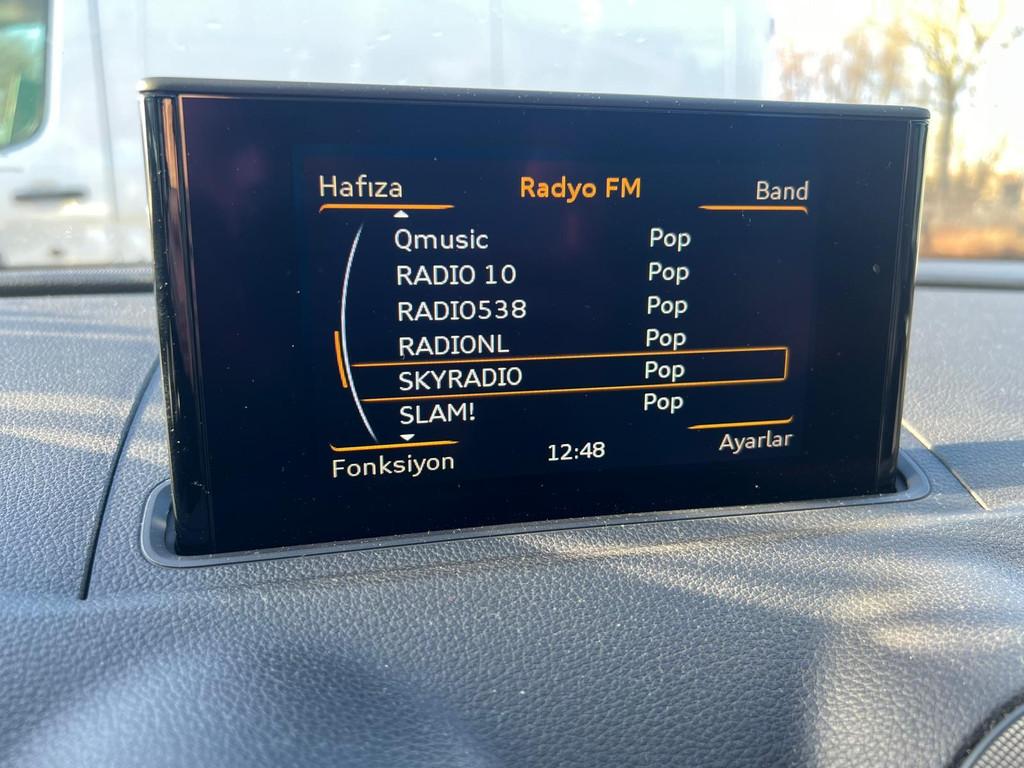 Hafıza Radyo FM Band
Qmusic Pop
RADIO 10 Pop
RADIO538 Pop
RADIONL Pop
SKYRADIO Pop
SLAM! Pop
Fonksiyon 12:48 Ayarlar